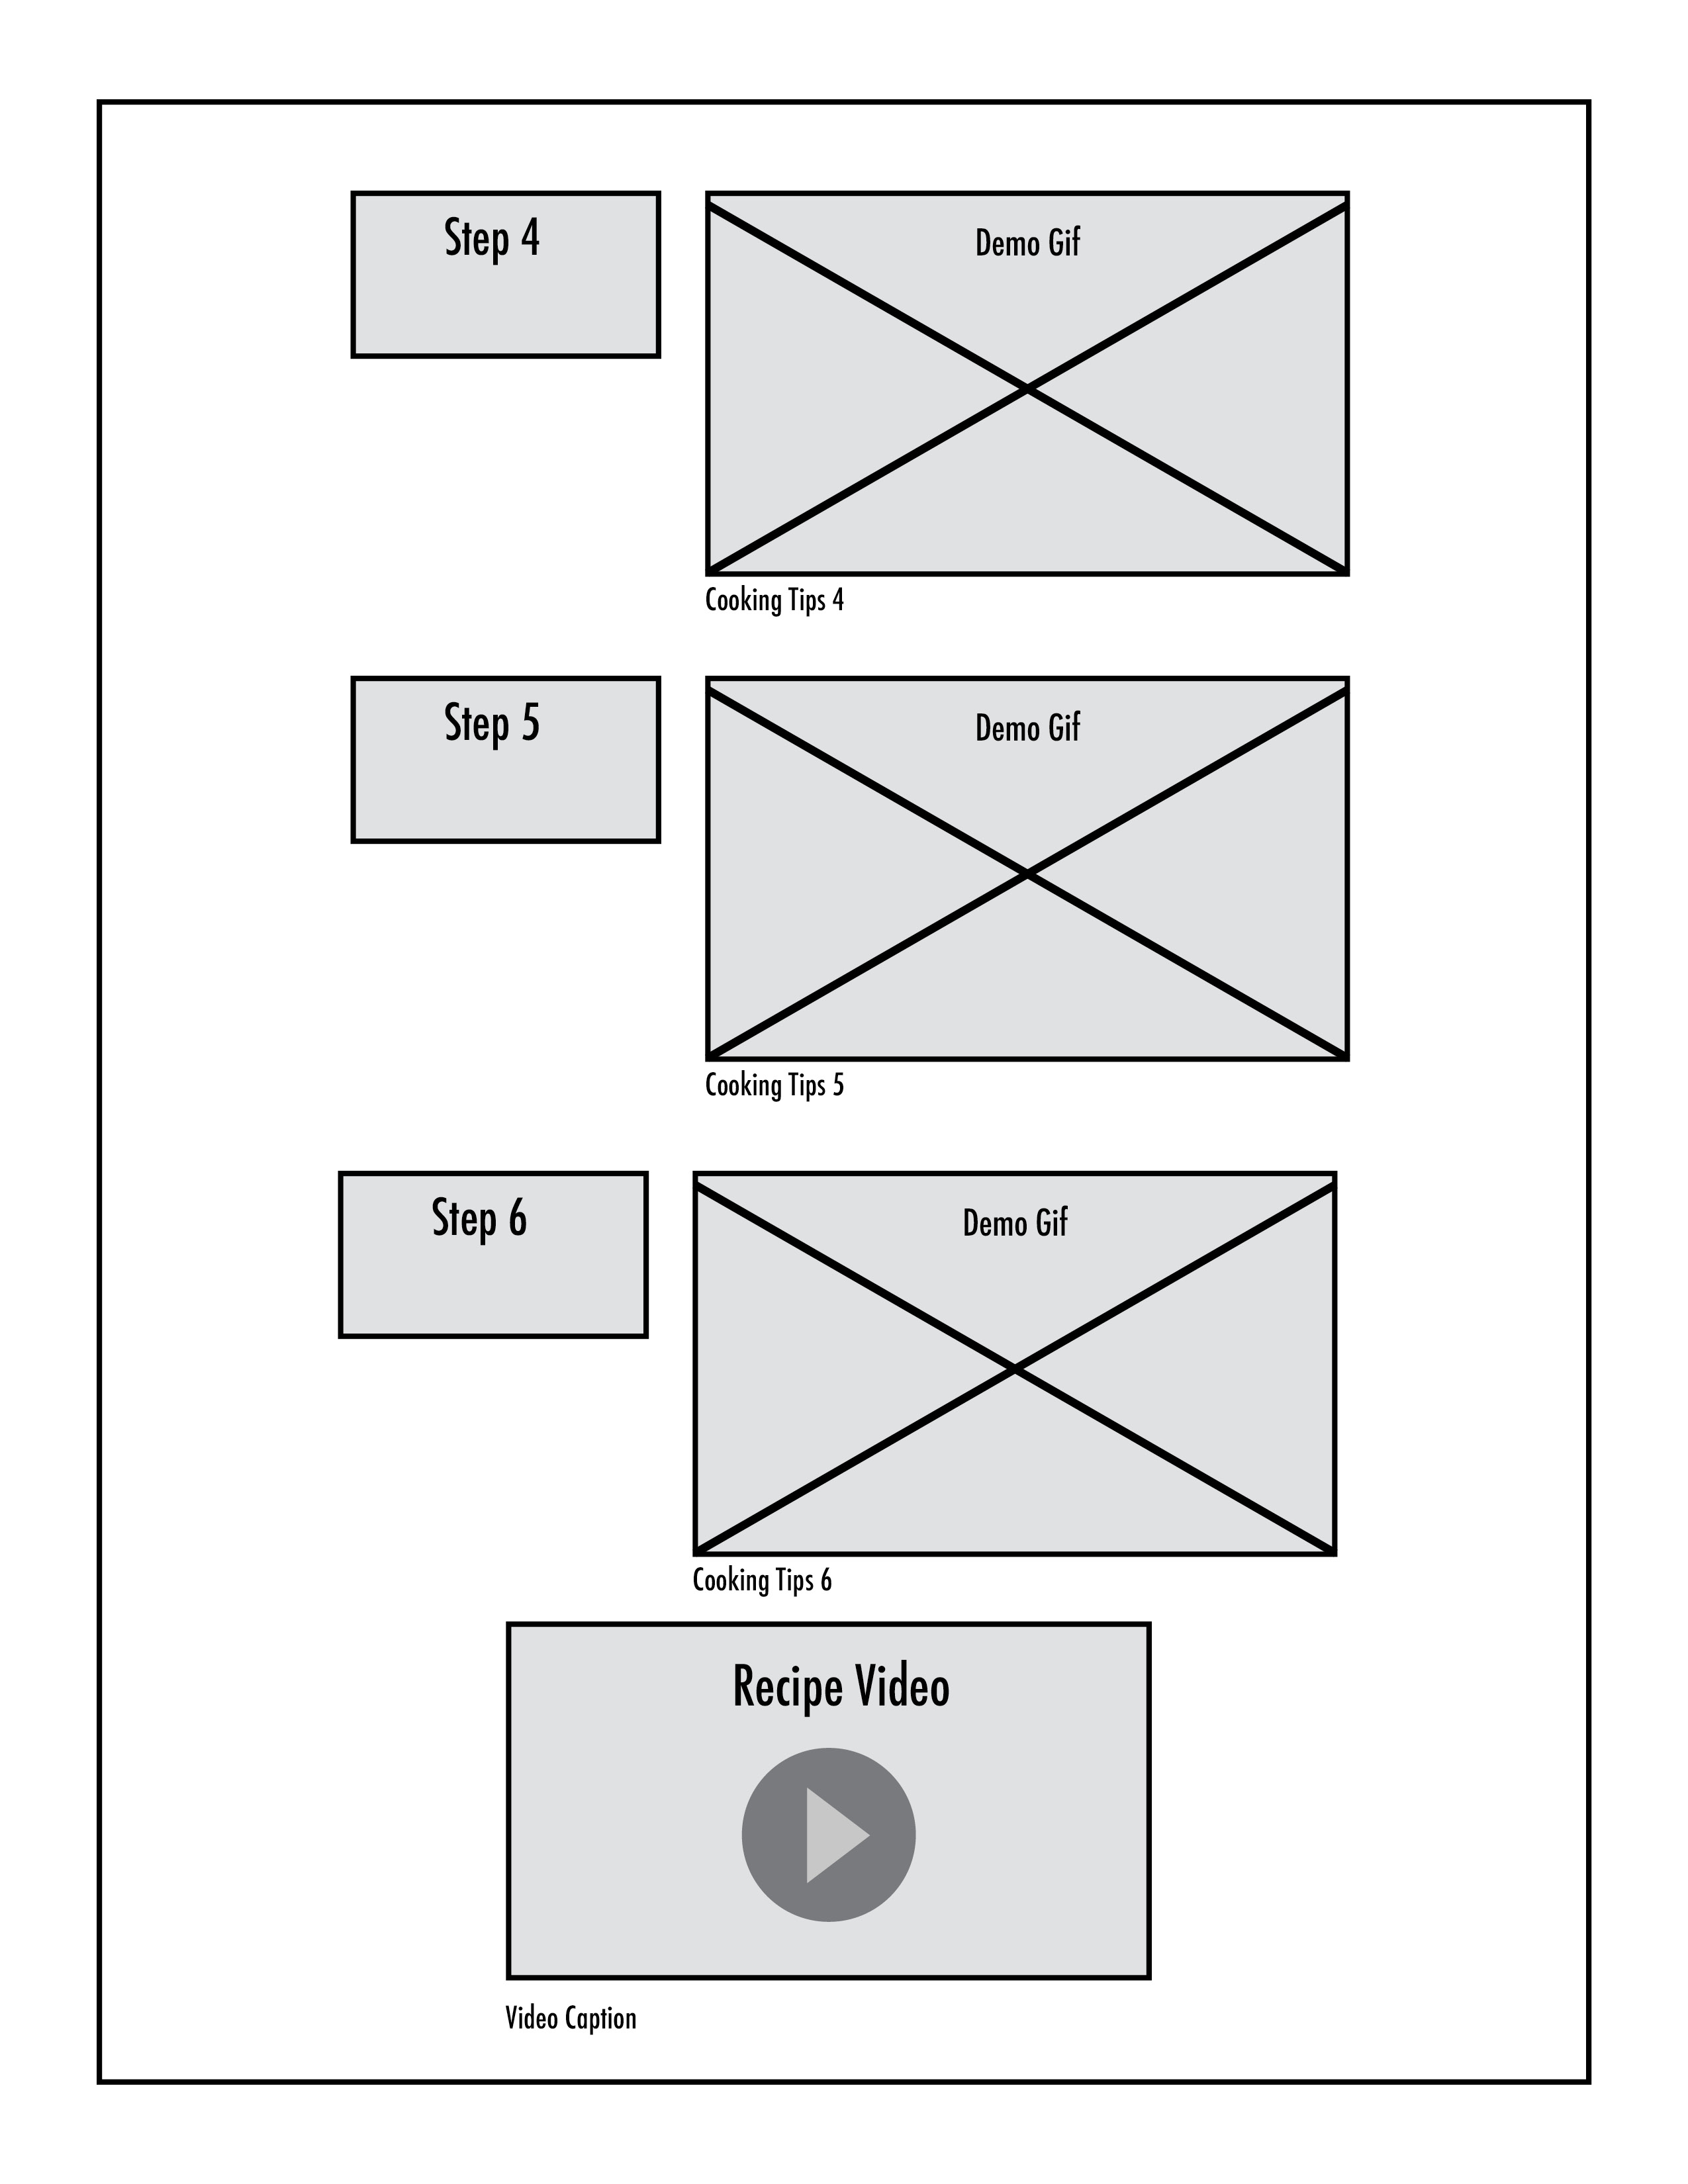 Step 4
Demo Gif
Cooking Tips 4
Step 5
Demo Gif
Cooking Tips 5
Step 6
Demo Gif
Cooking Tips 6
Recipe Video
Video Caption